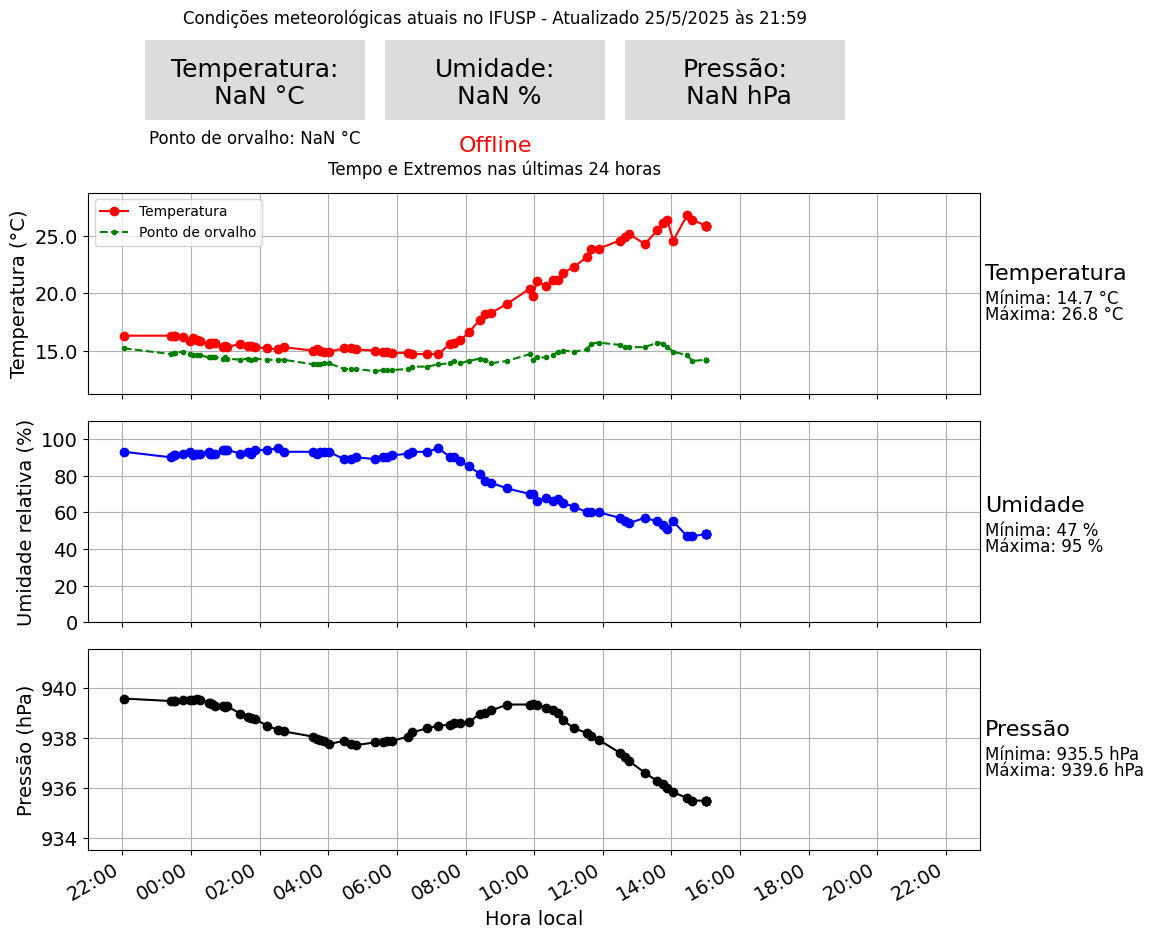 Condições meteorológicas atuais no IFUSP - Atualizado 25/5/2025 às 21:59
Temperatura:
NaN °C
Umidade:
NaN %
Pressão:
NaN hPa
Ponto de orvalho: NaN °C
Offline
Tempo e Extremos nas últimas 24 horas
Temperatura (°C)
25.0
20.0
15.0
Temperatura
Ponto de orvalho
Temperatura
Mínima: 14.7 °C
Máxima: 26.8 °C
Umidade relativa (%)
100
80
60
40
20
0
Umidade
Mínima: 47 %
Máxima: 95 %
Pressão (hPa)
940
938
936
934
Pressão
Mínima: 935.5 hPa
Máxima: 939.6 hPa
22:00 00:00 02:00 04:00 06:00 08:00 10:00 12:00 14:00 16:00 18:00 20:00 22:00
Hora local